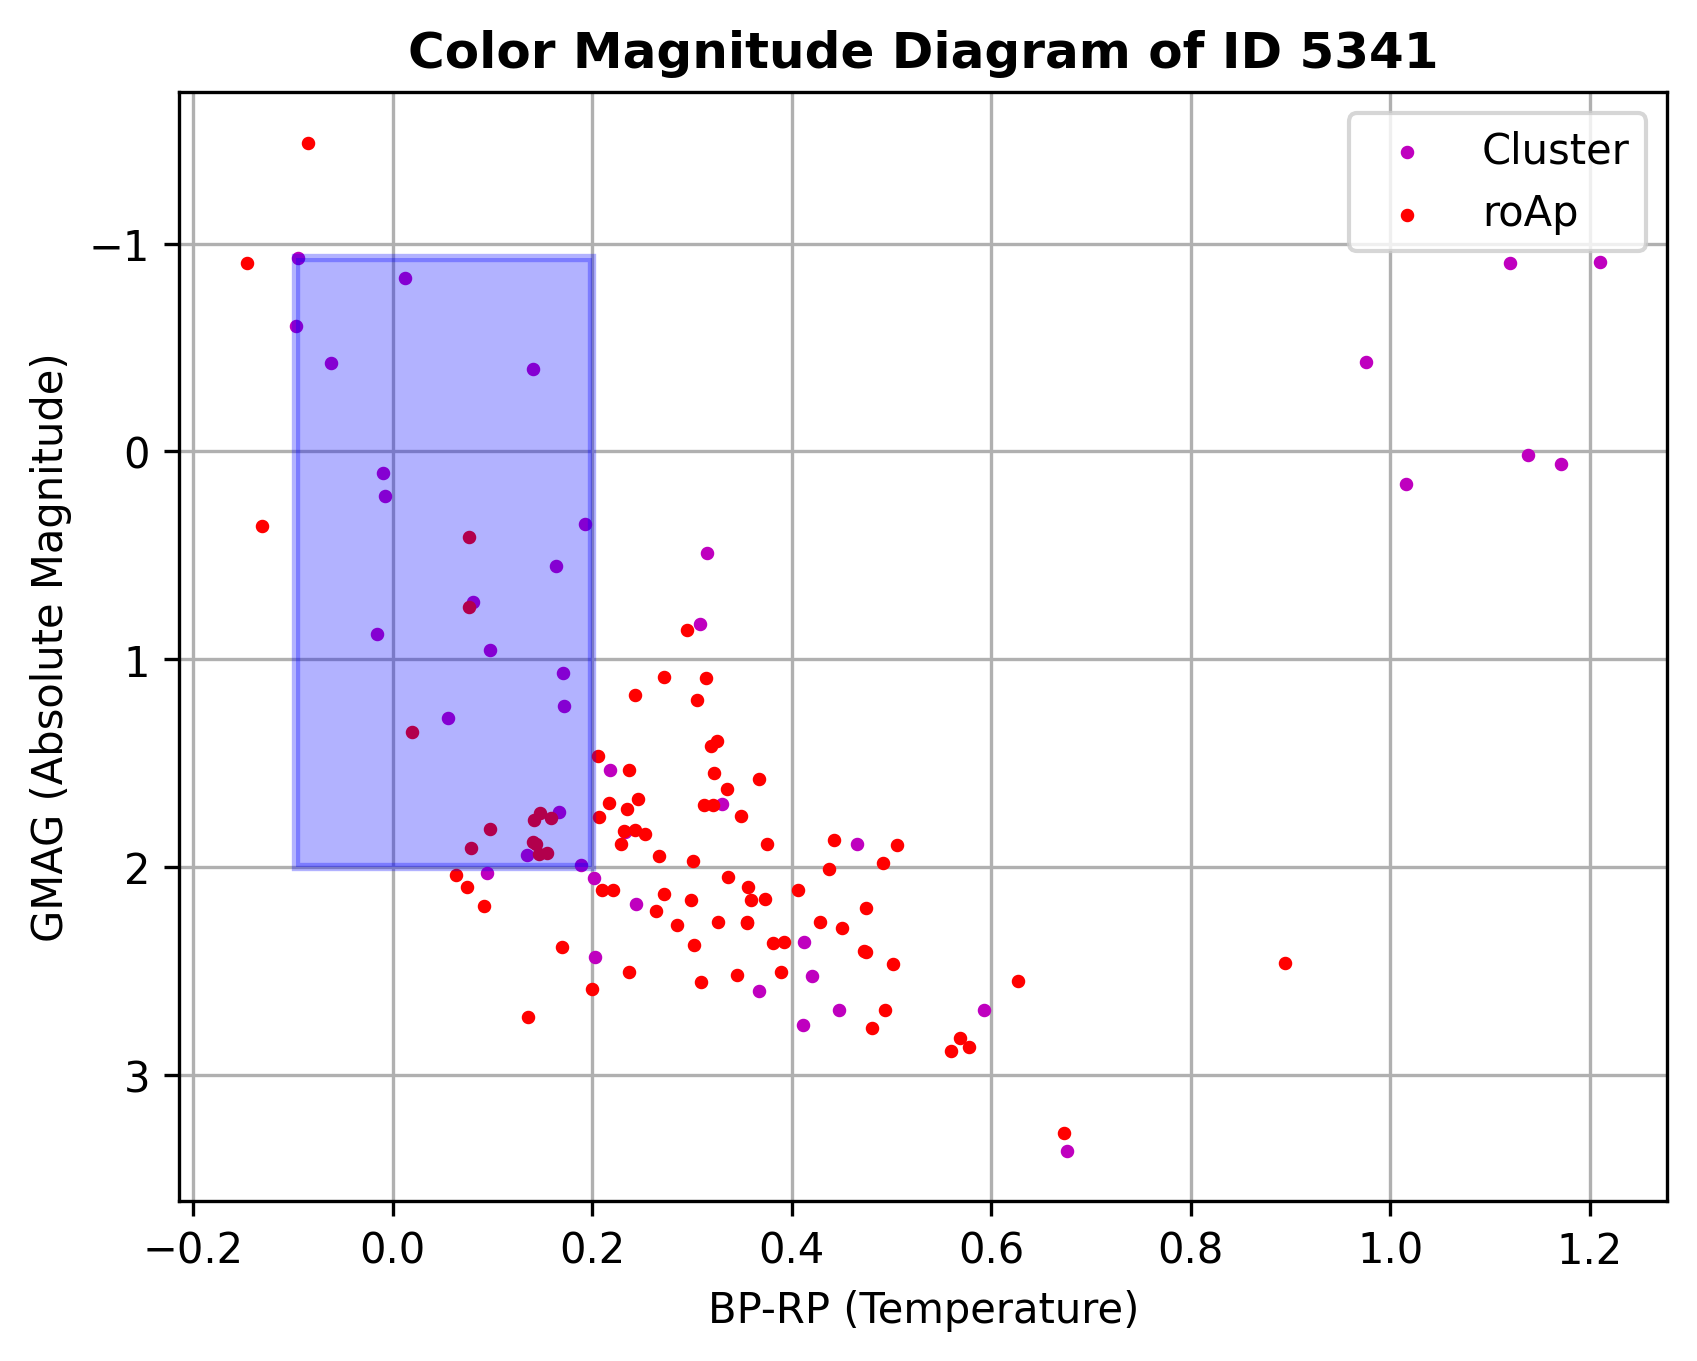 Color Magnitude Diagram of ID 5341
Cluster
roAp
−1
0
1
2
3
GMAG (Absolute Magnitude)
−0.2 0.0 0.2 0.4 0.6 0.8 1.0 1.2
BP-RP (Temperature)